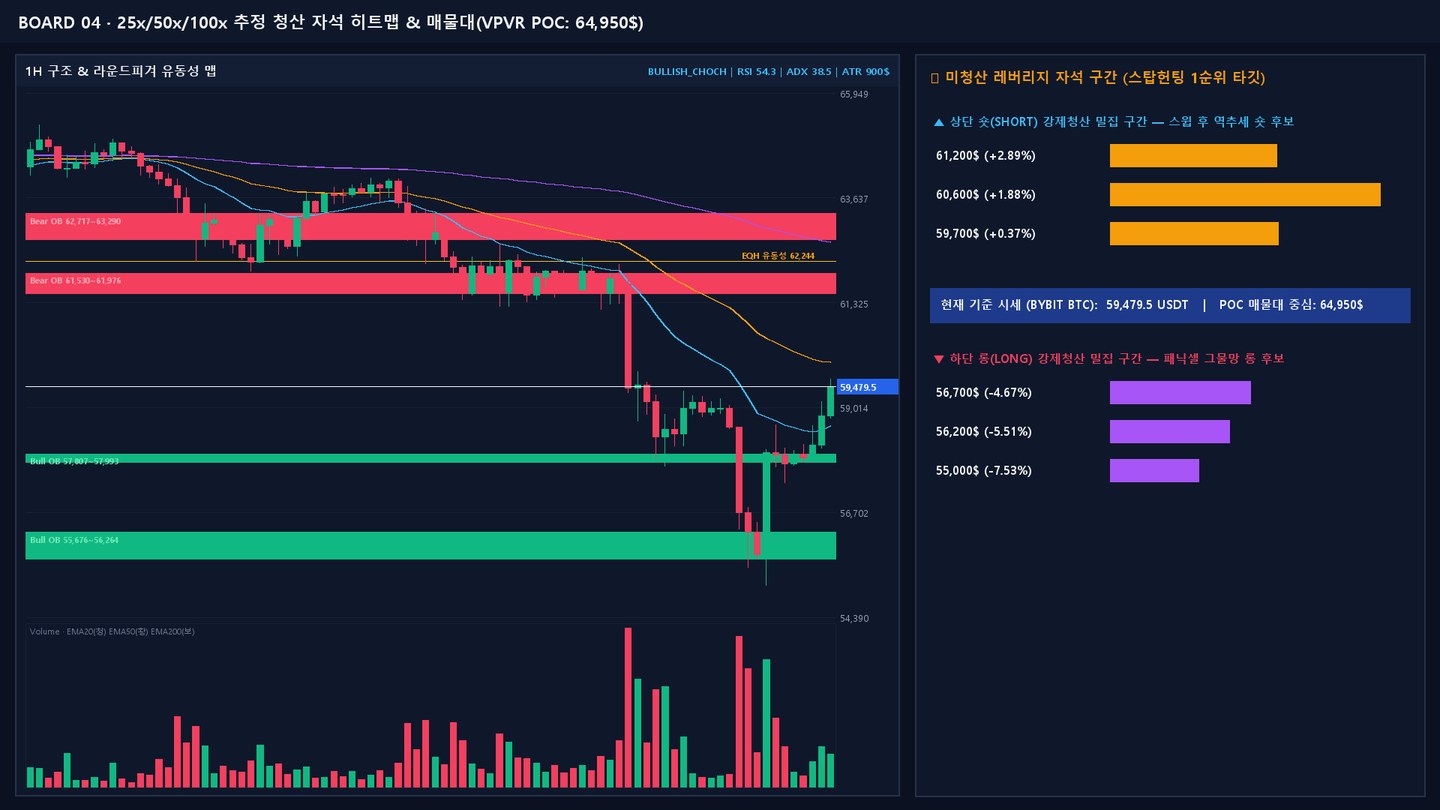 BOARD 04 · 25x/50x/100x 추정 청산 자석 히트맵 & 매물대(VPVR POC: 64,950$)
1H 구조 & 라운드피겨 유동성 맵
BULLISH_CHOCH | RSI 54.3 | ADX 38.5 | ATR 900$
65,949
63,637
61,325
59,479.5
59,014
56,702
54,390
Bear OB 62,717~63,290
EQH 유동성 62,244
Bear OB 61,530~61,976
Bull OB 57,807~57,993
Bull OB 55,676~56,264
Volume · EMA20(청) EMA50(황) EMA200(보)
미청산 레버리지 자석 구간 (스탑헌팅 1순위 타깃)
▲ 상단 숏(SHORT) 강제청산 밀집 구간 — 스윕 후 역추세 숏 후보
61,200$ (+2.89%)
60,600$ (+1.88%)
59,700$ (+0.37%)
현재 기준 시세 (BYBIT BTC): 59,479.5 USDT | POC 매물대 중심: 64,950$
▼ 하단 롱(LONG) 강제청산 밀집 구간 — 패닉셀 그물망 롱 후보
56,700$ (-4.67%)
56,200$ (-5.51%)
55,000$ (-7.53%)